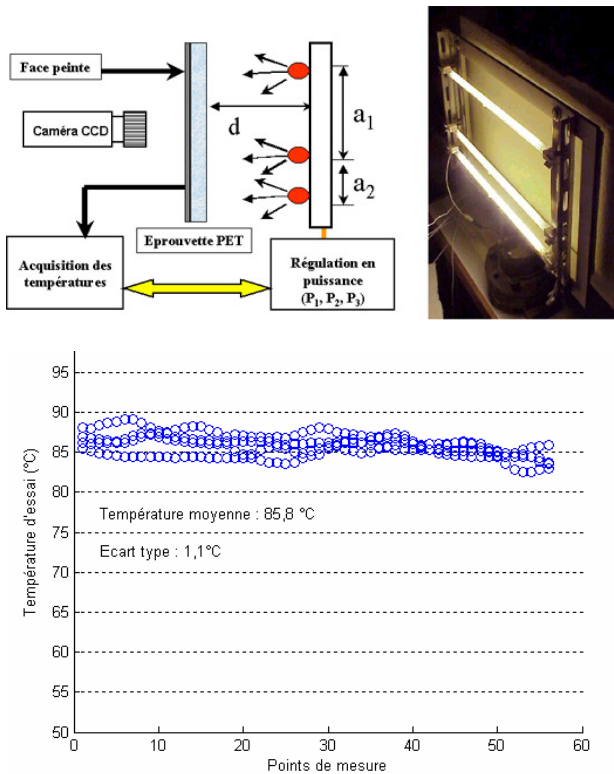 Face peinte
Caméra CCD
d
a1
a2
Eprouvette PET
Acquisition des
températures
Régulation en
puissance
(P1, P2, P3)
95
90
85
80
75
70
65
60
55
50
Température d'essai (°C)
Température moyenne : 85,8 °C
Ecart type : 1,1°C
0 10 20 30 40 50 60
Points de mesure